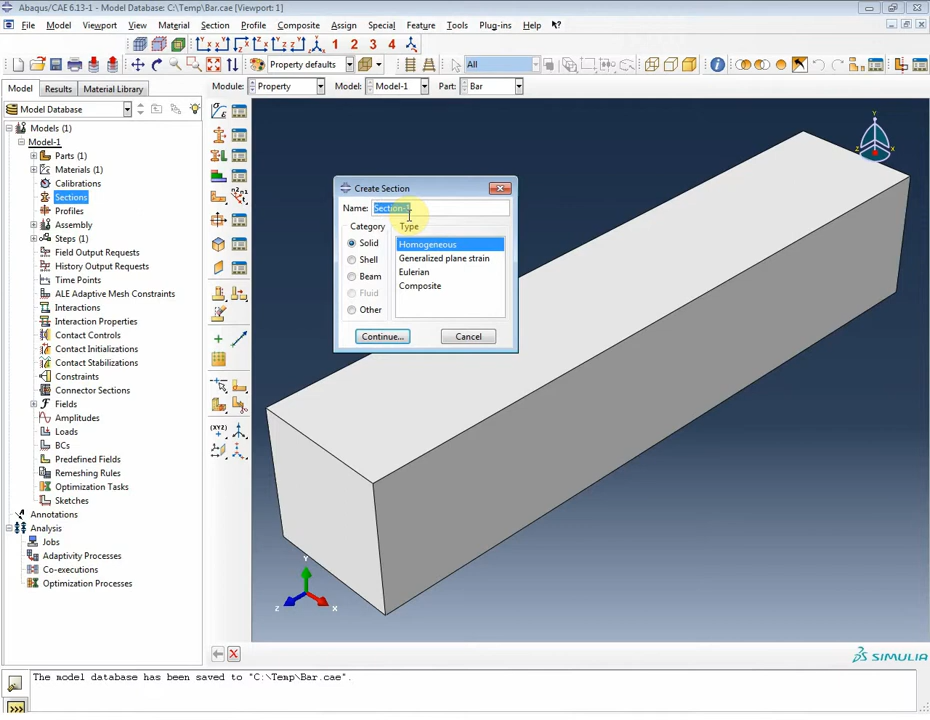 Abaqus/CAE 6.13-1 - Model Database: C:\Temp\Bar.cae [Viewport: 1]
File Model Viewport View Material Section Profile Composite Assign Special Feature Tools Plug-ins Help
1 2 3 4
Property defaults All
Model Results Material Library Module: Property Model: Model-1 Part: Bar
Model Database
Models (1)
Model-1
Parts (1)
Materials (1)
Calibrations
Sections
Profiles
Assembly
Steps (1)
Field Output Requests
History Output Requests
Time Points
ALE Adaptive Mesh Constraints
Interactions
Interaction Properties
Contact Controls
Contact Initializations
Contact Stabilizations
Constraints
Connector Sections
Fields
Amplitudes
Loads
BCs
Predefined Fields
Remeshing Rules
Optimization Tasks
Sketches
Annotations
Analysis
Jobs
Adaptivity Processes
Co-executions
Optimization Processes
(XYZ)
Create Section
Name: Section-1
Category Type
Solid Homogeneous
Shell Generalized plane strain
Beam Eulerian
Fluid Composite
Other
Continue... Cancel
Y
Z X
Y
Z X
SIMULIA
The model database has been saved to "C:\Temp\Bar.cae".
>>>